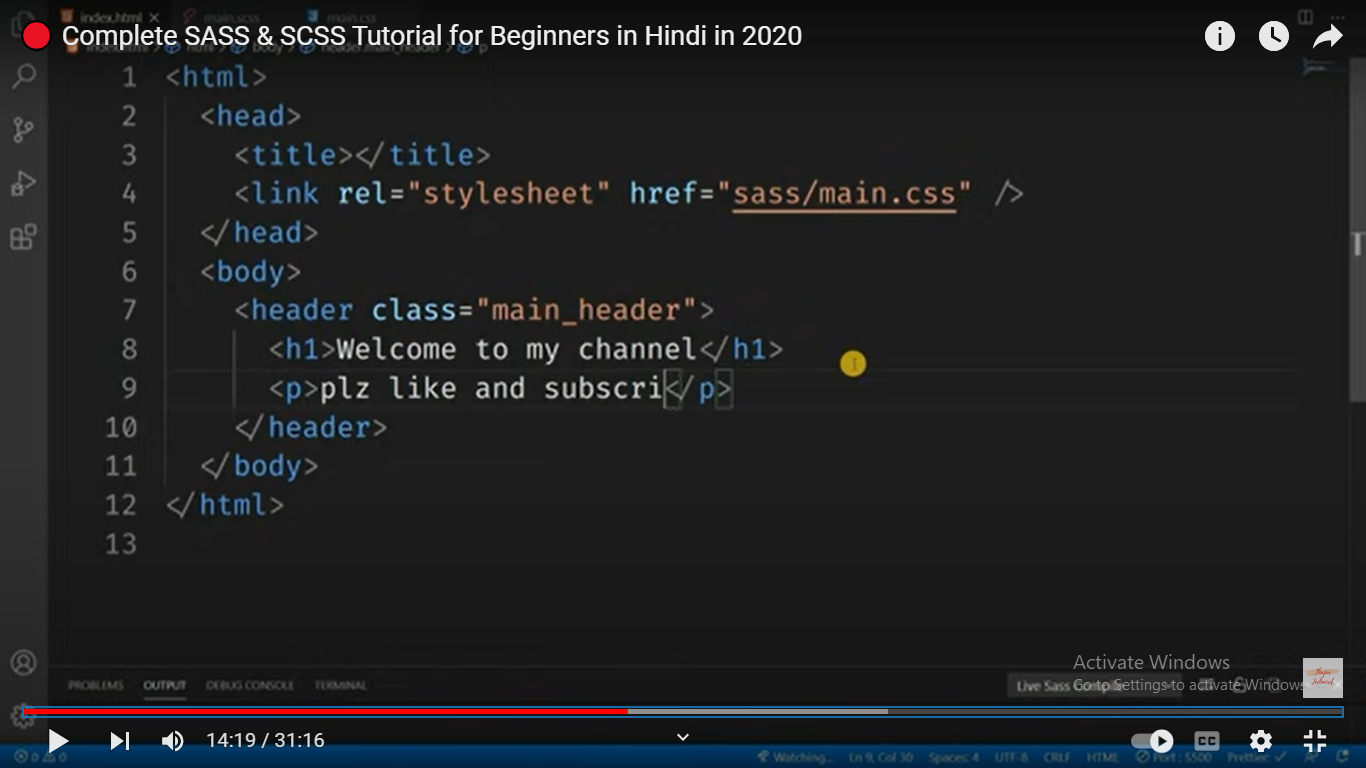 index.html main.scss main.css
Complete SASS & SCSS Tutorial for Beginners in Hindi in 2020
1 <html>
2 <head>
3 <title></title>
4 <link rel="stylesheet" href="sass/main.css" />
5 </head>
6 <body>
7 <header class="main_header">
8 <h1>Welcome to my channel</h1>
9 <p>plz like and subscri</p>
10 </header>
11 </body>
12 </html>
13
Activate Windows
Go to Settings to activate Windows
PROBLEMS OUTPUT DEBUG CONSOLE TERMINAL
Live Sass
14:19 / 31:16
CC
0 0 Watching... Ln 9, Col 30 Spaces: 4 UTF-8 CRLF HTML Port : 5500 Prettier: ✓